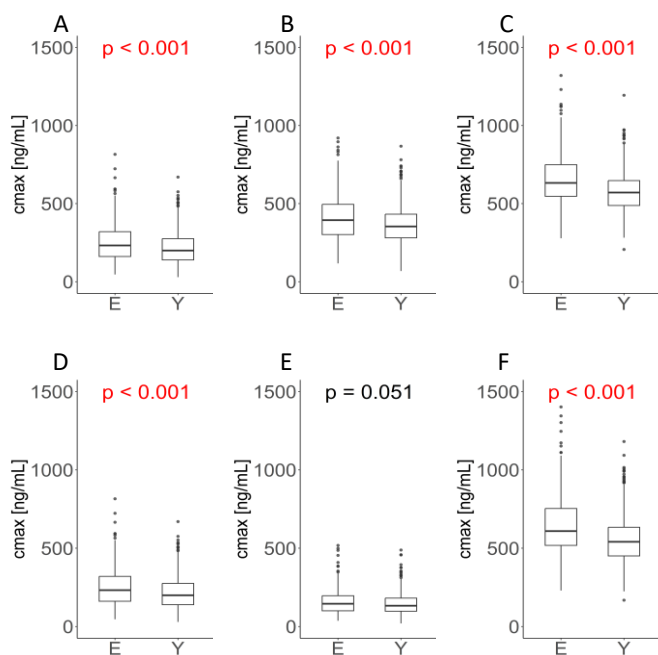 A
B
C
1500
p < 0.001
1500
p < 0.001
1500
p < 0.001
cmax [ng/mL]
1000
cmax [ng/mL]
1000
cmax [ng/mL]
1000
500
500
500
0
0
0
E Y
E Y
E Y
D
E
F
1500
p < 0.001
1500
p = 0.051
1500
p < 0.001
cmax [ng/mL]
1000
cmax [ng/mL]
1000
cmax [ng/mL]
1000
500
500
500
0
0
0
E Y
E Y
E Y